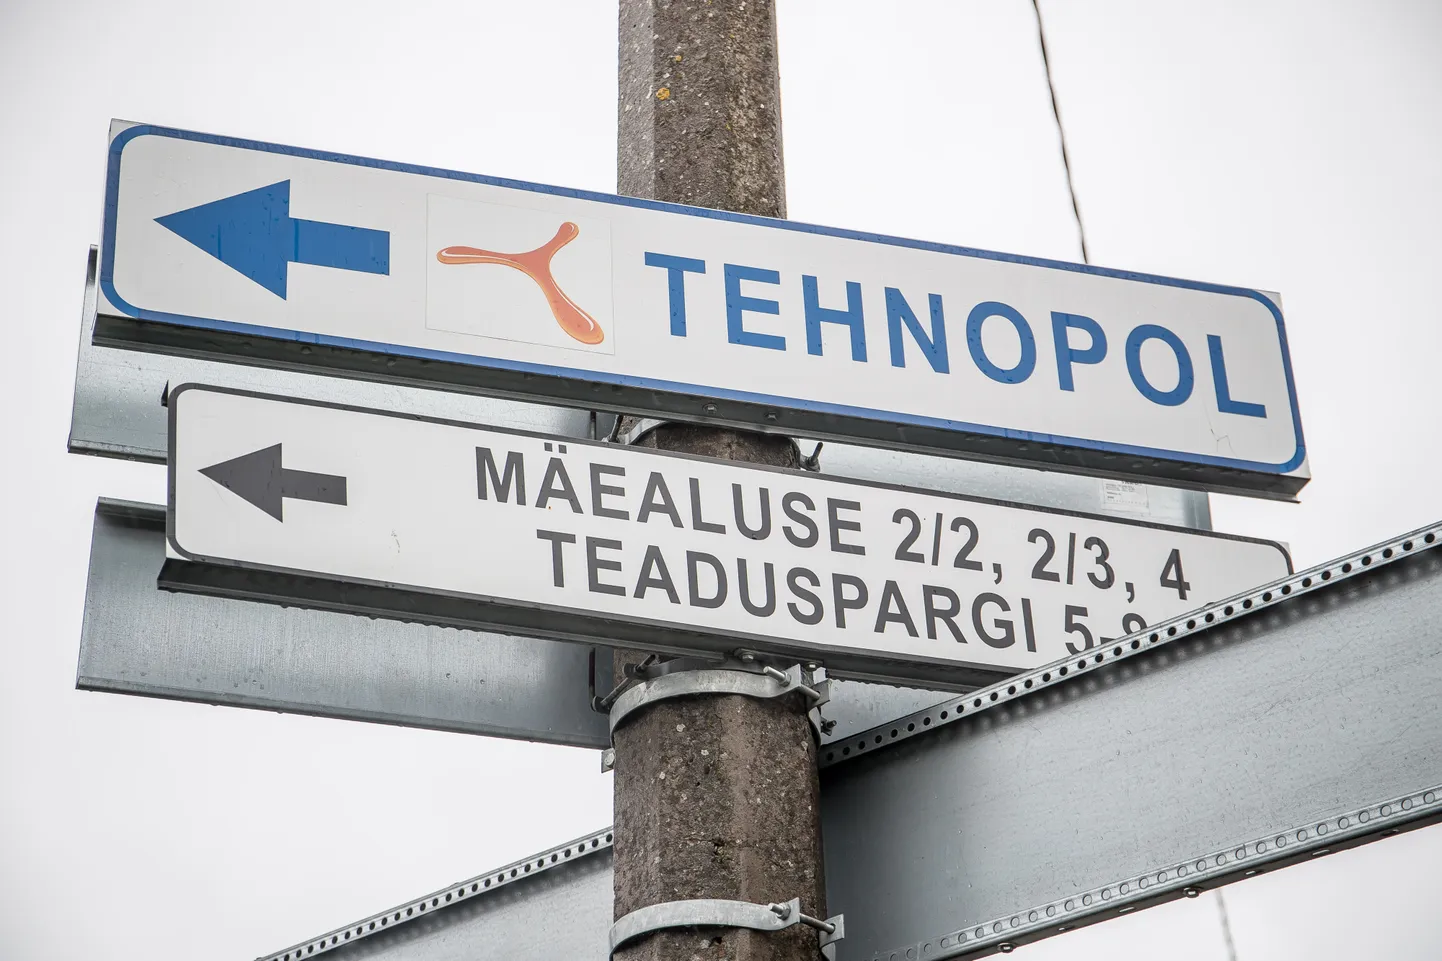 TEHNOPOL
MÄEALUSE 2/2, 2/3, 4
TEADUSPARGI